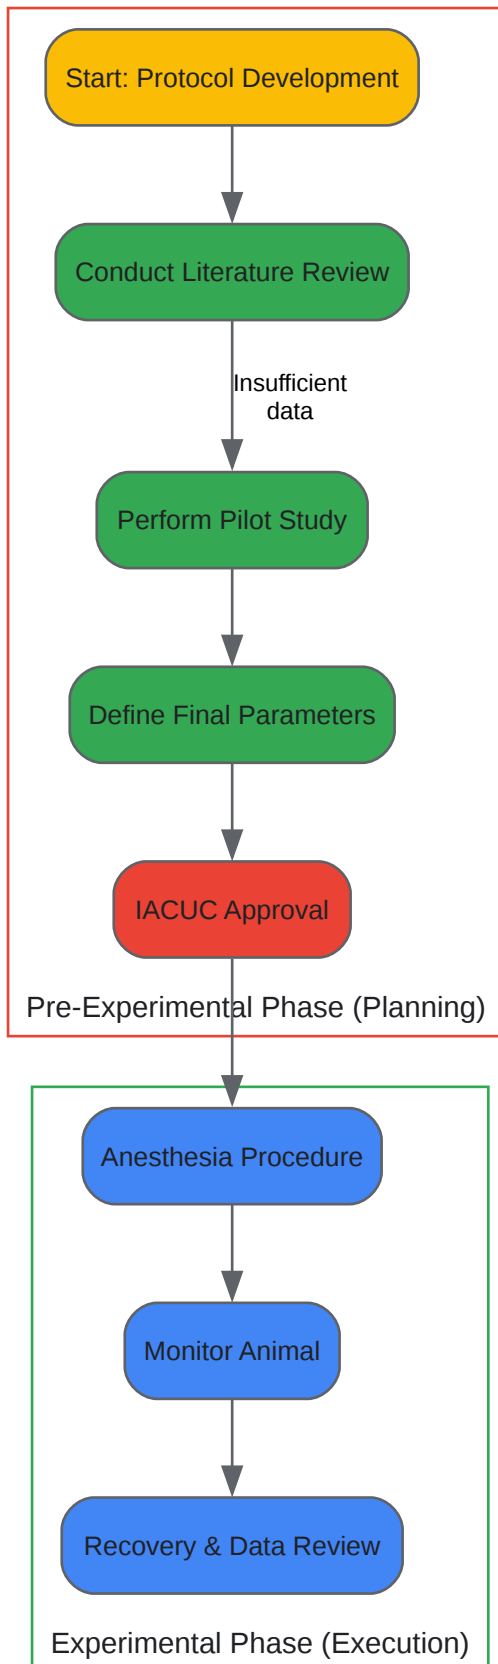 Start: Protocol Development
Conduct Literature Review
Insufficient
data
Perform Pilot Study
Define Final Parameters
IACUC Approval
Pre-Experimental Phase (Planning)
Anesthesia Procedure
Monitor Animal
Recovery & Data Review
Experimental Phase (Execution)